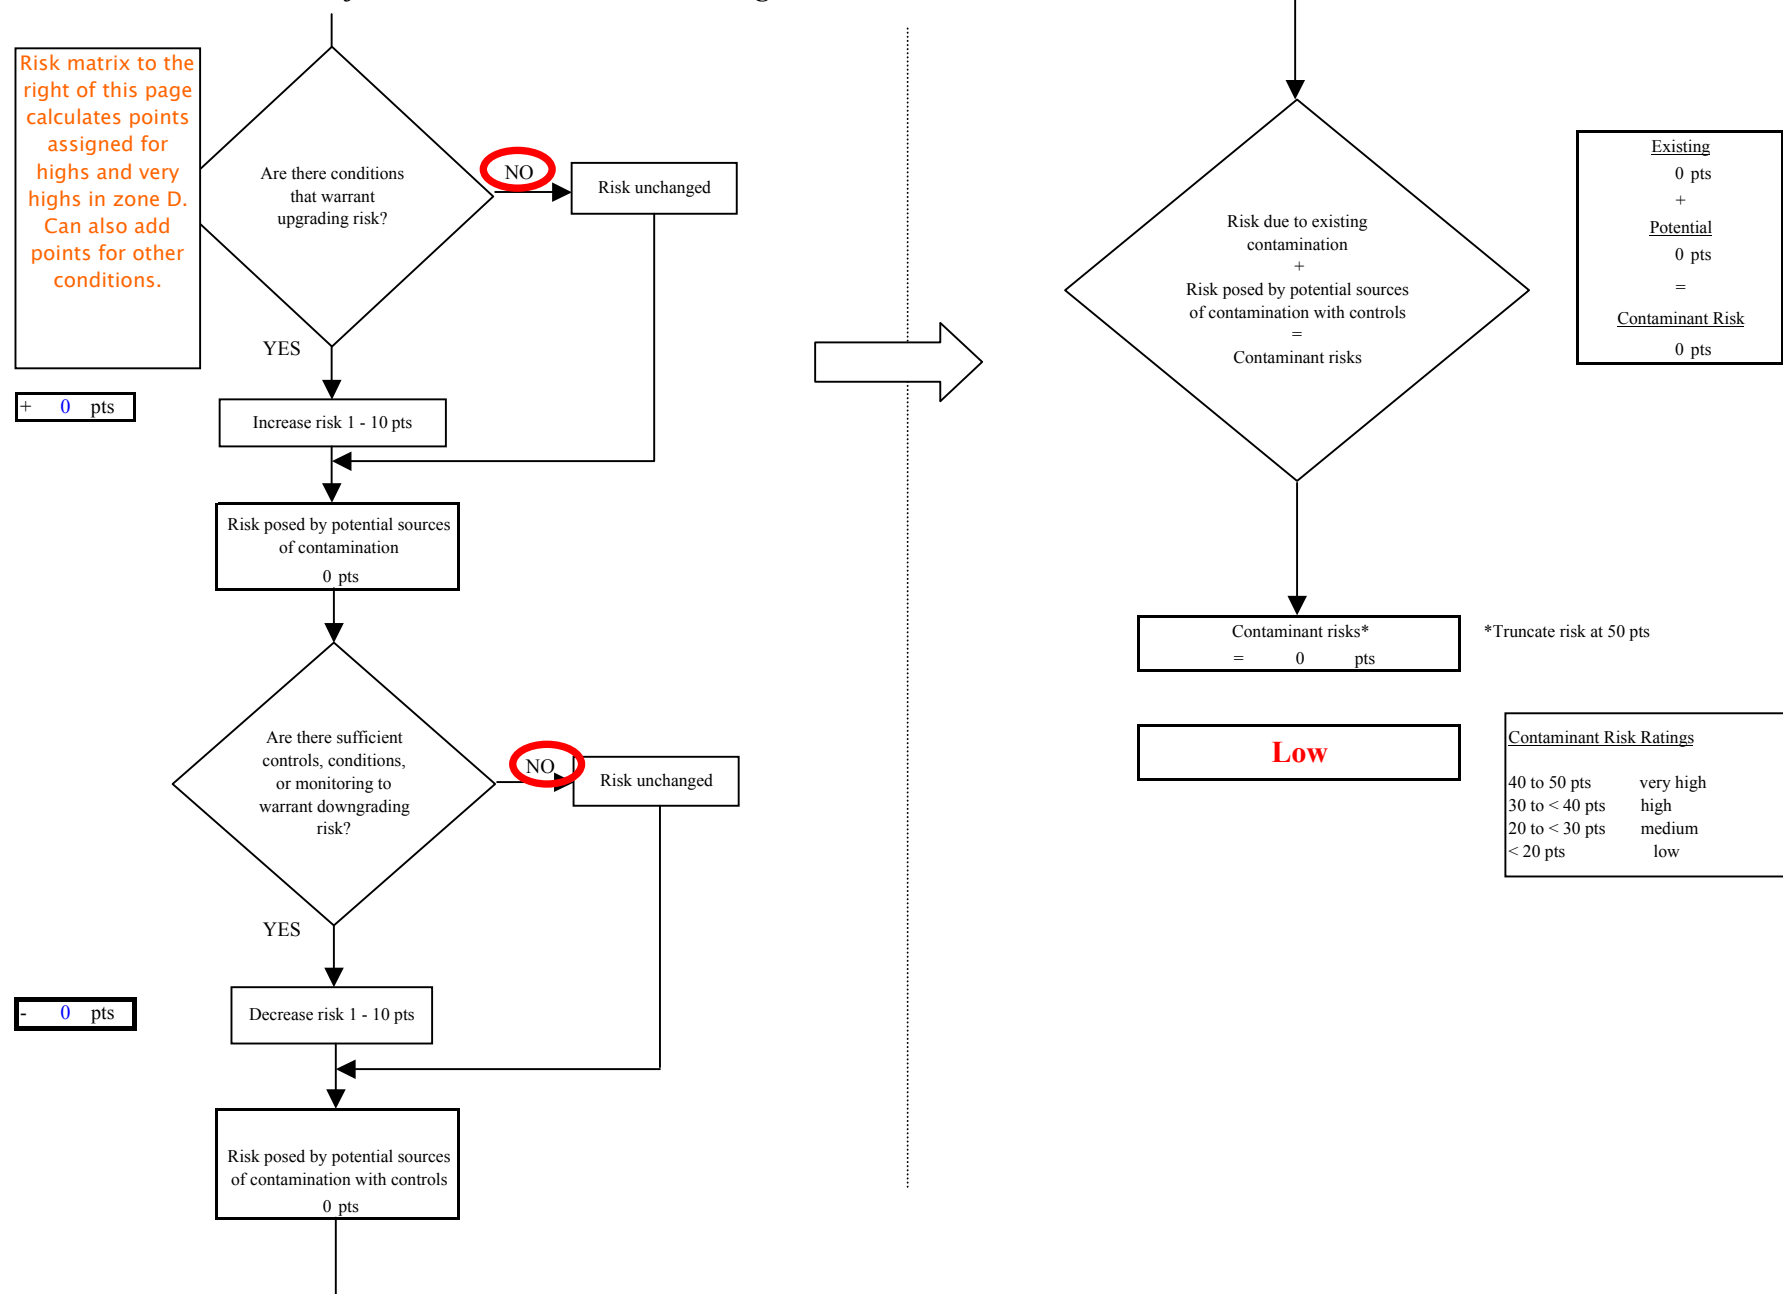 Risk matrix to the
right of this page
calculates points
assigned for
highs and very
highs in zone D.
Can also add
points for other
conditions.
Are there conditions
that warrant
upgrading risk?
NO
Risk unchanged
YES
+ 0 pts
Increase risk 1 - 10 pts
Risk posed by potential sources
of contamination
0 pts
Are there sufficient
controls, conditions,
or monitoring to
warrant downgrading
risk?
NO
Risk unchanged
YES
- 0 pts
Decrease risk 1 - 10 pts
Risk posed by potential sources
of contamination with controls
0 pts
Risk due to existing
contamination
+
Risk posed by potential sources
of contamination with controls
=
Contaminant risks
Existing
0 pts
+
Potential
0 pts
=
Contaminant Risk
0 pts
Contaminant risks*
= 0 pts
*Truncate risk at 50 pts
Low
Contaminant Risk Ratings
40 to 50 pts very high
30 to < 40 pts high
20 to < 30 pts medium
< 20 pts low